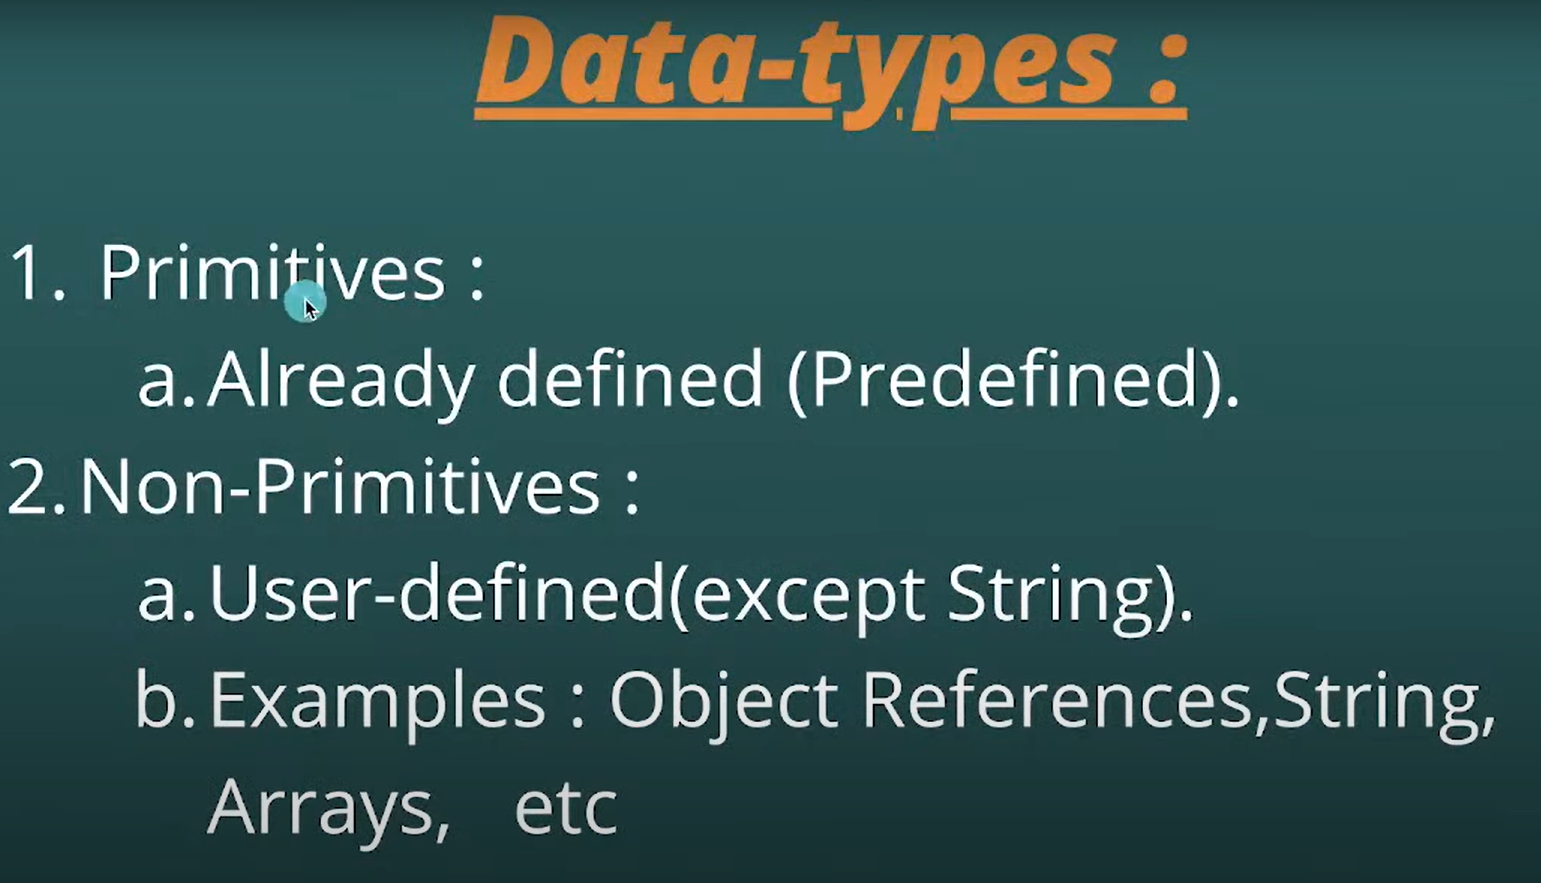 Data-types :
1. Primitives :
a. Already defined (Predefined).
2. Non-Primitives :
a. User-defined(except String).
b. Examples : Object References,String,
Arrays, etc